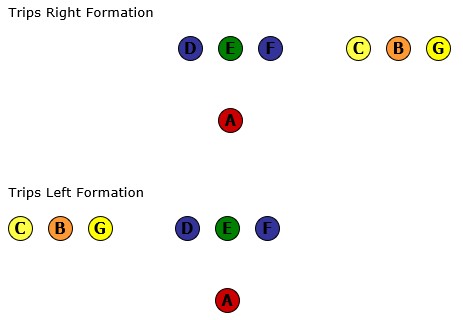 Trips Right Formation
D E F C B G
A
Trips Left Formation
C B G D E F
A